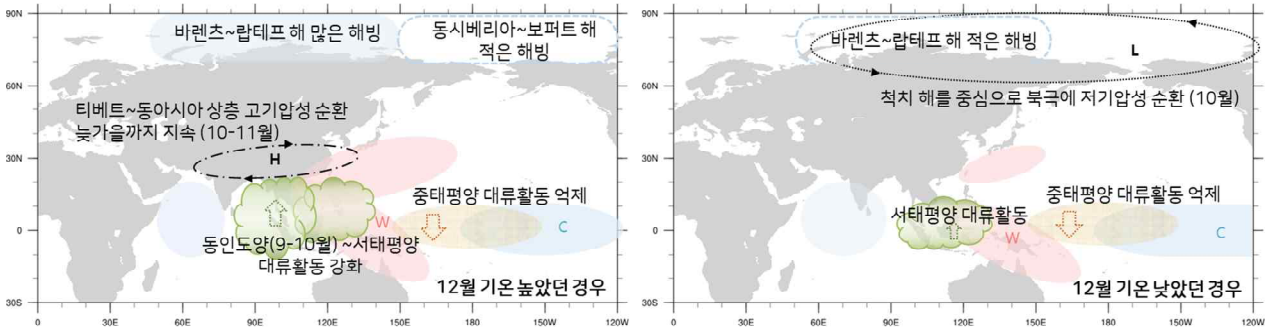 90N
60N
30N
0
30S
바렌츠~랍테프 해 많은 해빙
동시베리아~보퍼트 해
적은 해빙
티베트~동아시아 상층 고기압성 순환
늦가을까지 지속 (10-11월)
H
중태평양 대류활동 억제
W
C
동인도양(9-10월) ~서태평양
대류활동 강화
12월 기온 높았던 경우
0 30E 60E 90E 120E 150E 180 150W 120W
90N
60N
30N
0
30S
바렌츠~랍테프 해 적은 해빙
L
척치 해를 중심으로 북극에 저기압성 순환 (10월)
중태평양 대류활동 억제
서태평양 대류활동
W
C
12월 기온 낮았던 경우
0 30E 60E 90E 120E 150E 180 150W 120W